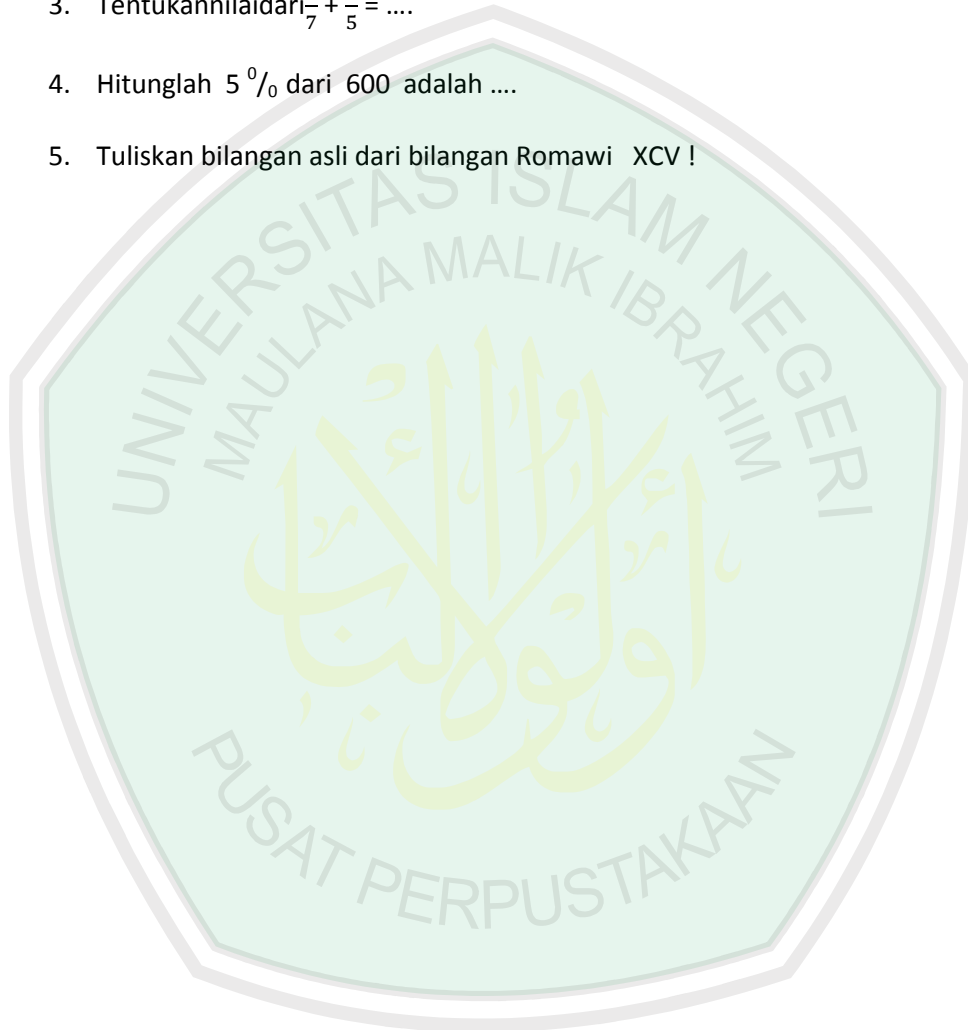 3. Tentukannilaidari 7 + 5 = ....
4. Hitunglah 5 0/0 dari 600 adalah ....
5. Tuliskan bilangan asli dari bilangan Romawi XCV !
UNIVERSITAS ISLAM NEGERI
MAULANA MALIK IBRAHIM
PUSAT PERPUSTAKAAN